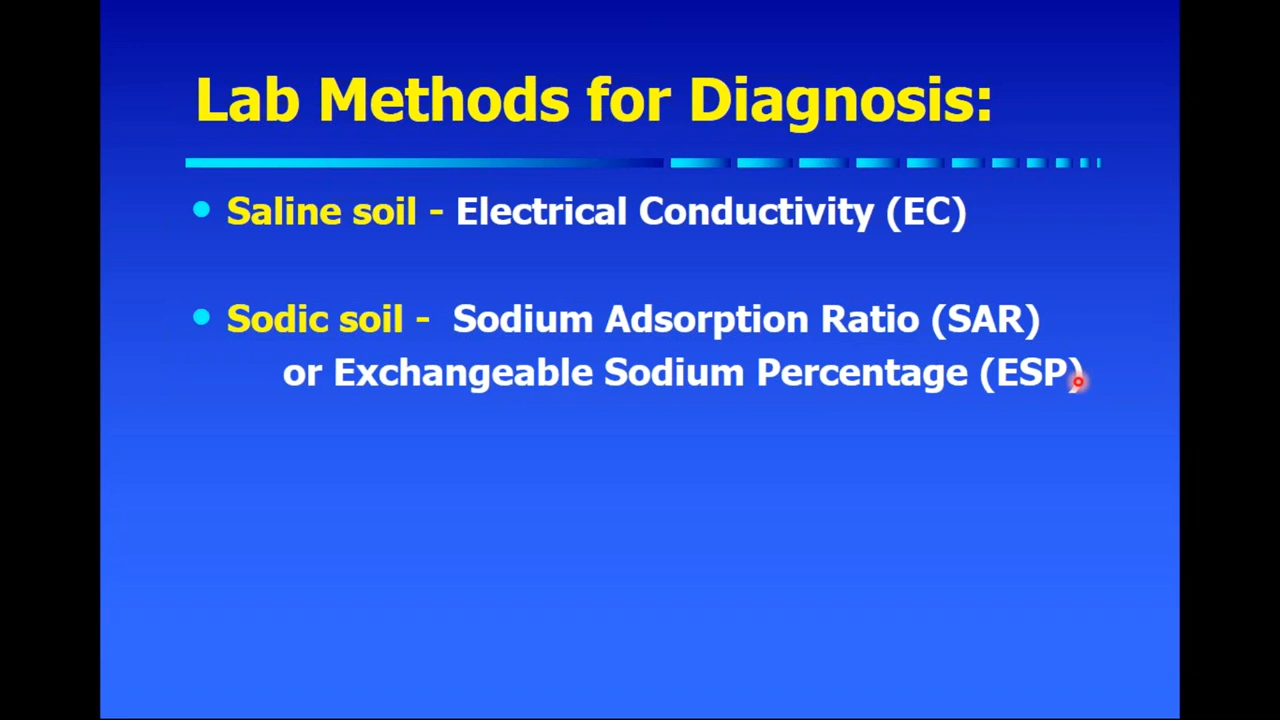 Lab Methods for Diagnosis:
Saline soil - Electrical Conductivity (EC)
Sodic soil - Sodium Adsorption Ratio (SAR)
or Exchangeable Sodium Percentage (ESP)